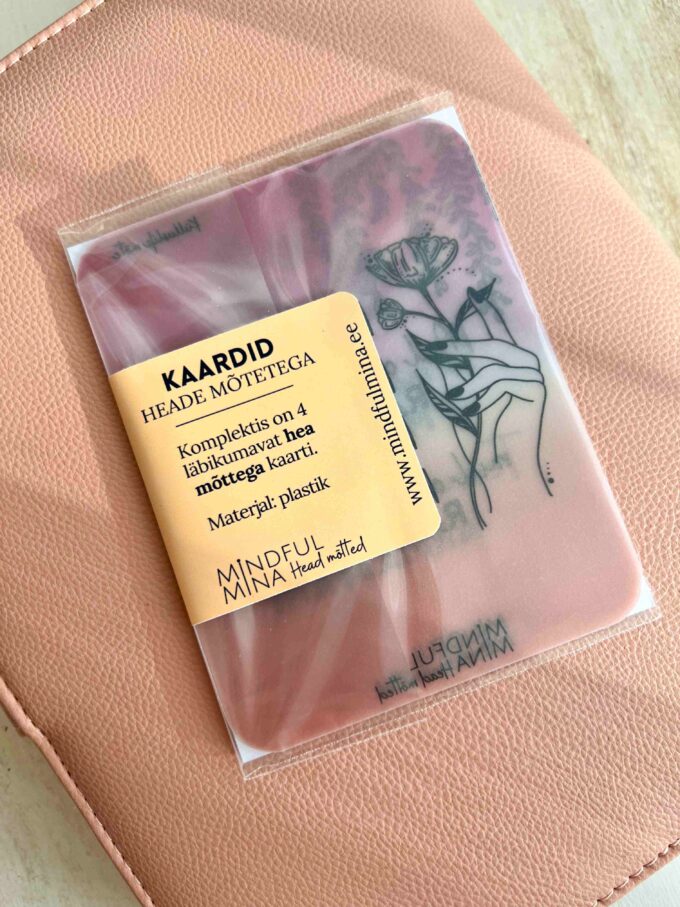 KAARDID
HEADE MÕTETEGA
Komplektis on 4
läbikumavat hea
mõttega kaarti.
Materjal: plastik
MINDFUL
MINA Head mõtted
www.mindfulmina.ee
MINDFUL
MINA Head mõtted